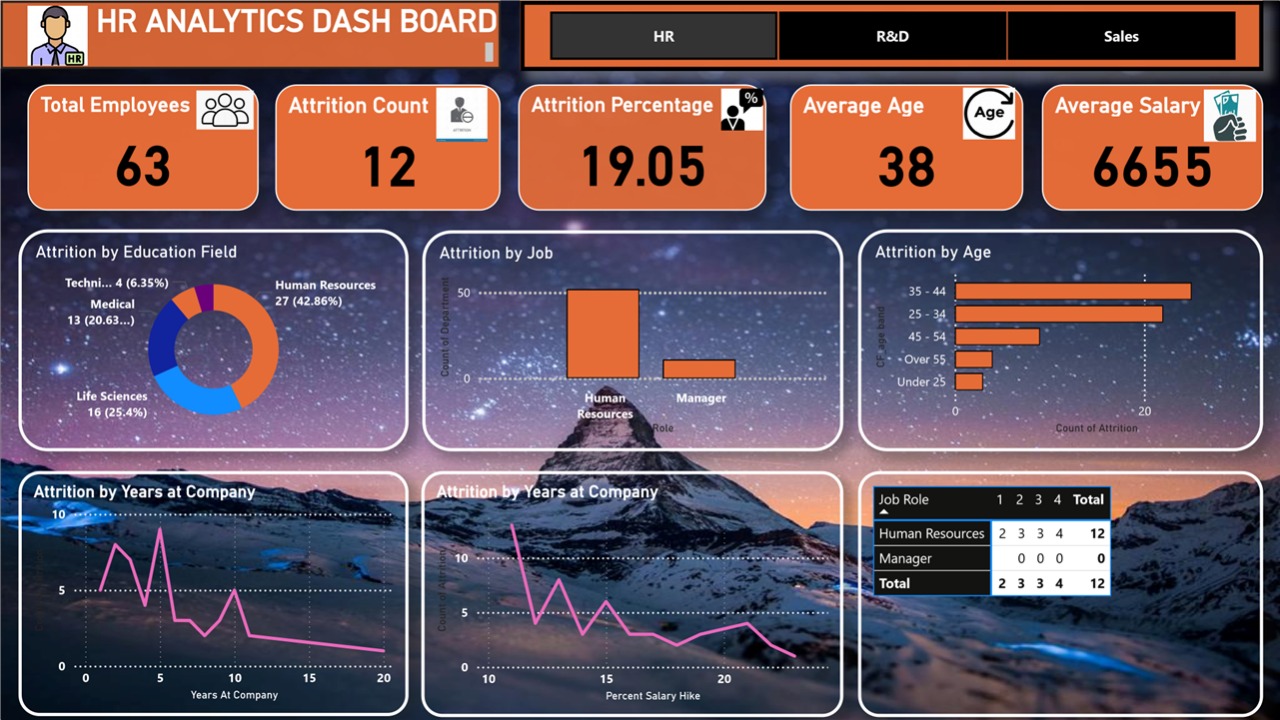 HR ANALYTICS DASH BOARD
HR
HR
R&D
Sales
Total Employees
63
Attrition Count
ATTRITION
12
Attrition Percentage
%
19.05
Average Age
Age
38
Average Salary
6655
Attrition by Education Field
Techni... 4 (6.35%)
Medical
13 (20.63...)
Human Resources
27 (42.86%)
Life Sciences
16 (25.4%)
Attrition by Job
Count of Department
50
0
Human
Resources
Manager
Role
Attrition by Age
CF_age band
35 - 44
25 - 34
45 - 54
Over 55
Under 25
0 20
Count of Attrition
Attrition by Years at Company
10
5
0
0 5 10 15 20
Years At Company
Attrition by Years at Company
Count of Attrition
10
5
0
10 15 20
Percent Salary Hike
Job Role 1 2 3 4 Total
Human Resources 2 3 3 4 12
Manager 0 0 0 0
Total 2 3 3 4 12